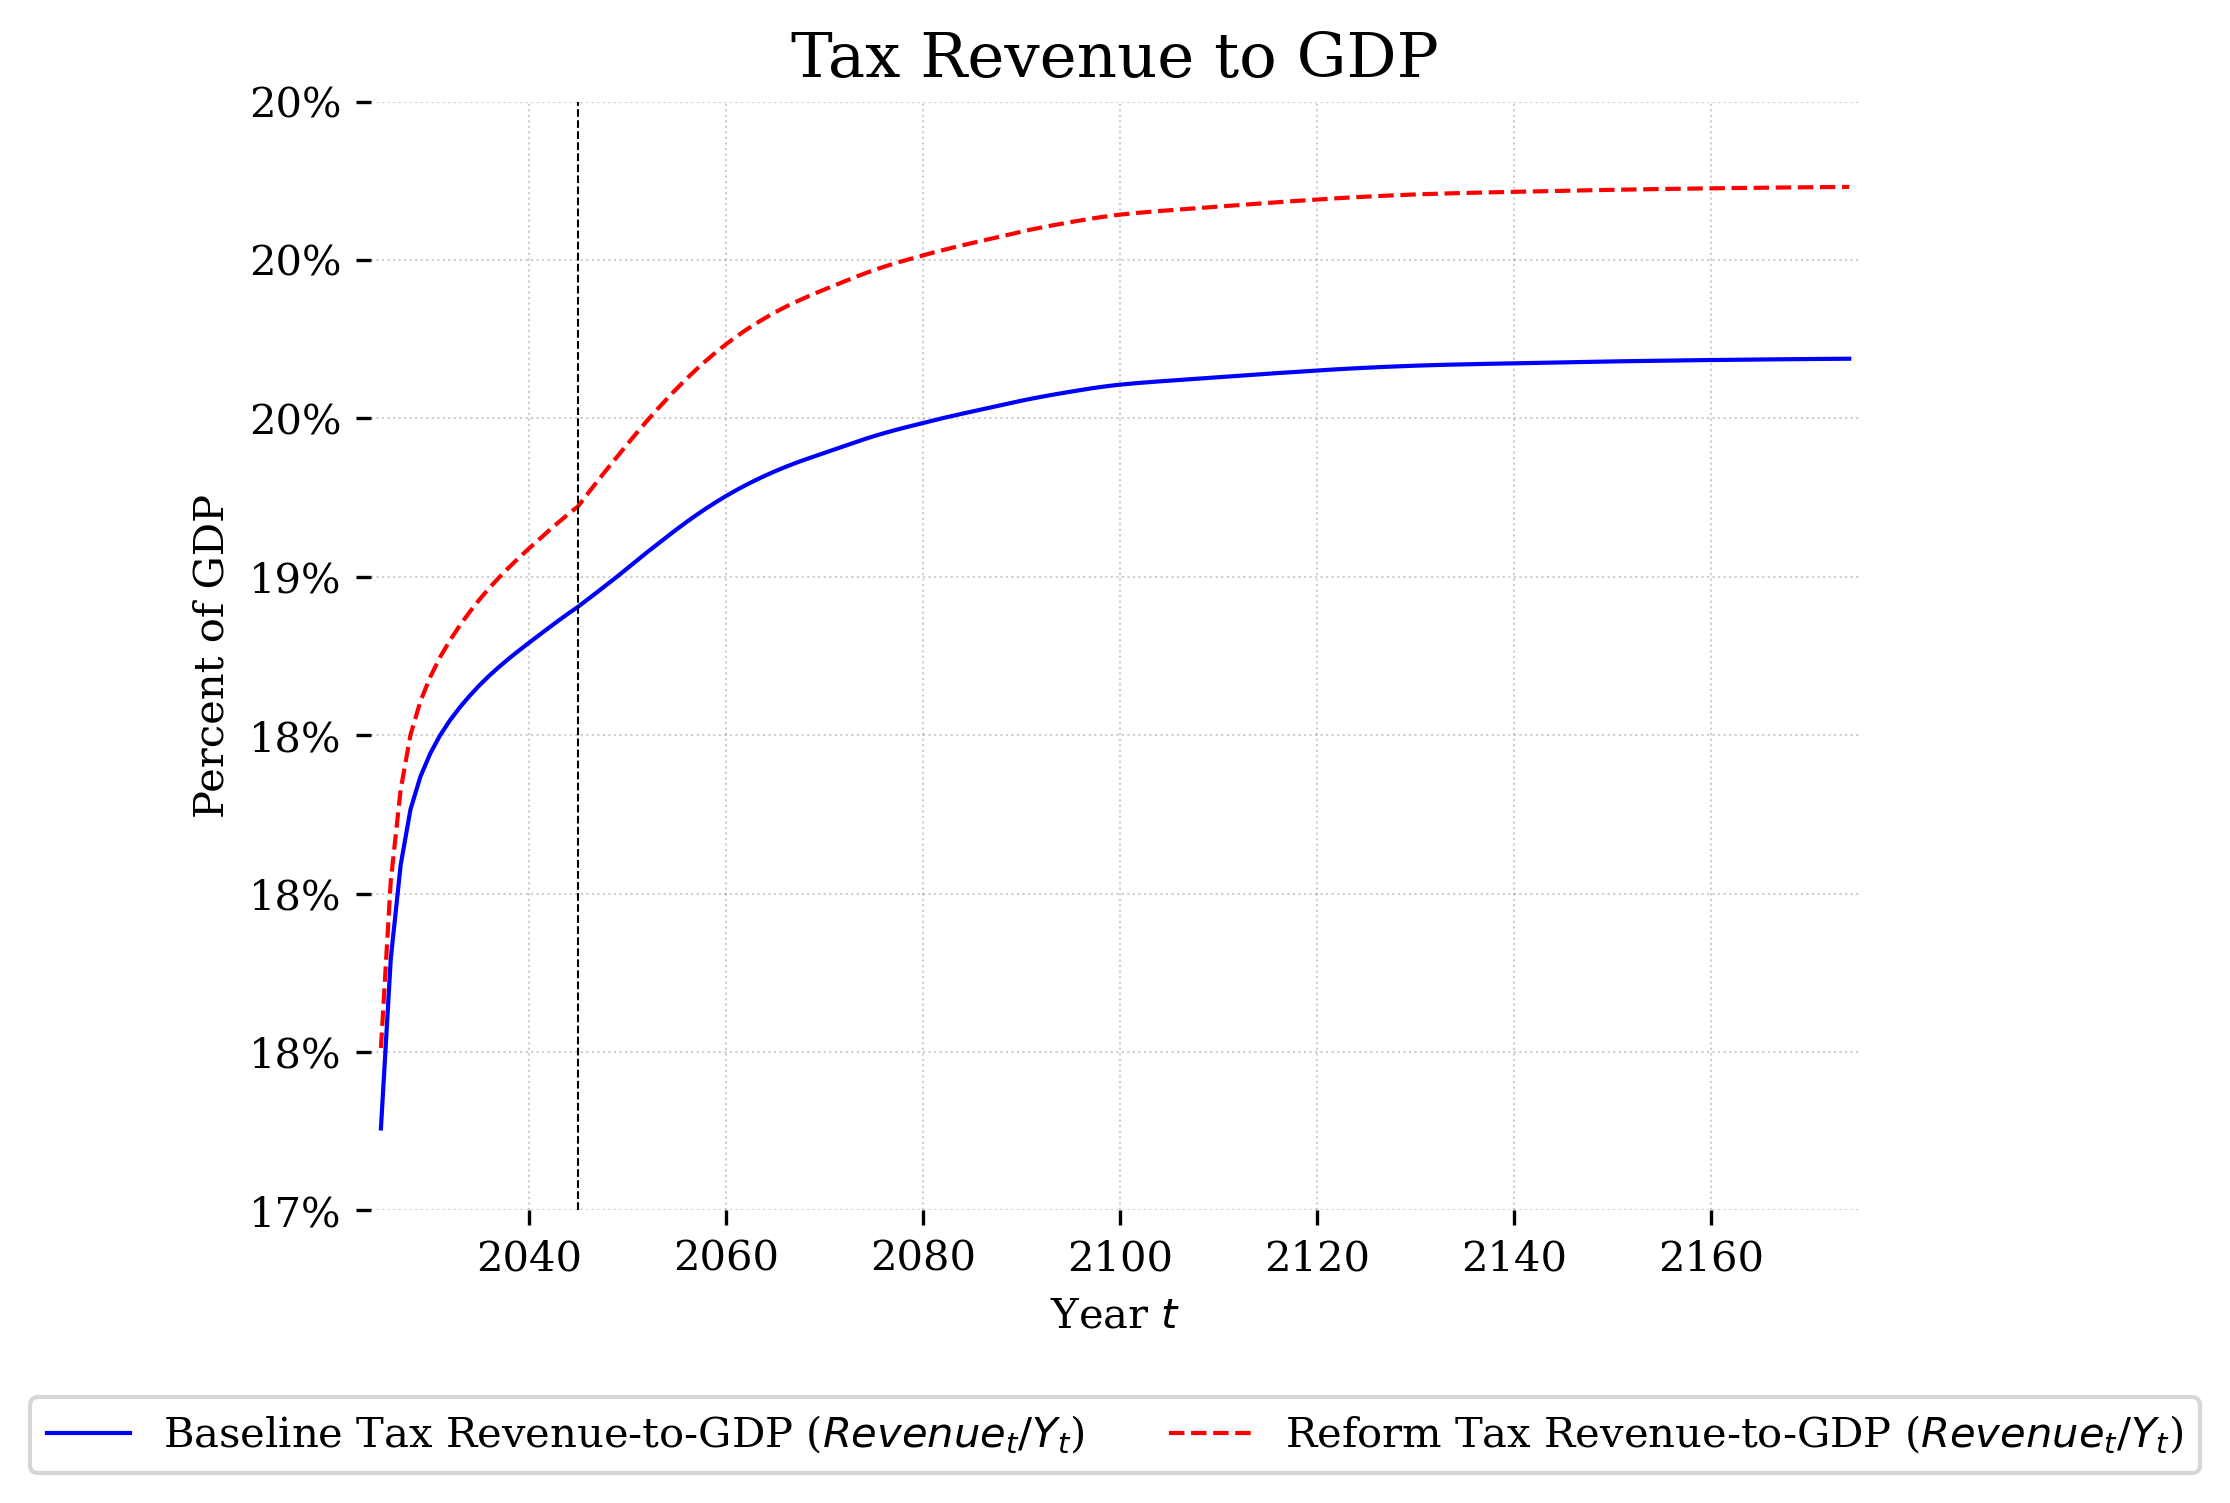 Tax Revenue to GDP
20%
20%
20%
19%
18%
18%
18%
17%
Percent of GDP
2040 2060 2080 2100 2120 2140 2160
Year t
Baseline Tax Revenue-to-GDP (Revenue_t/Y_t) Reform Tax Revenue-to-GDP (Revenue_t/Y_t)